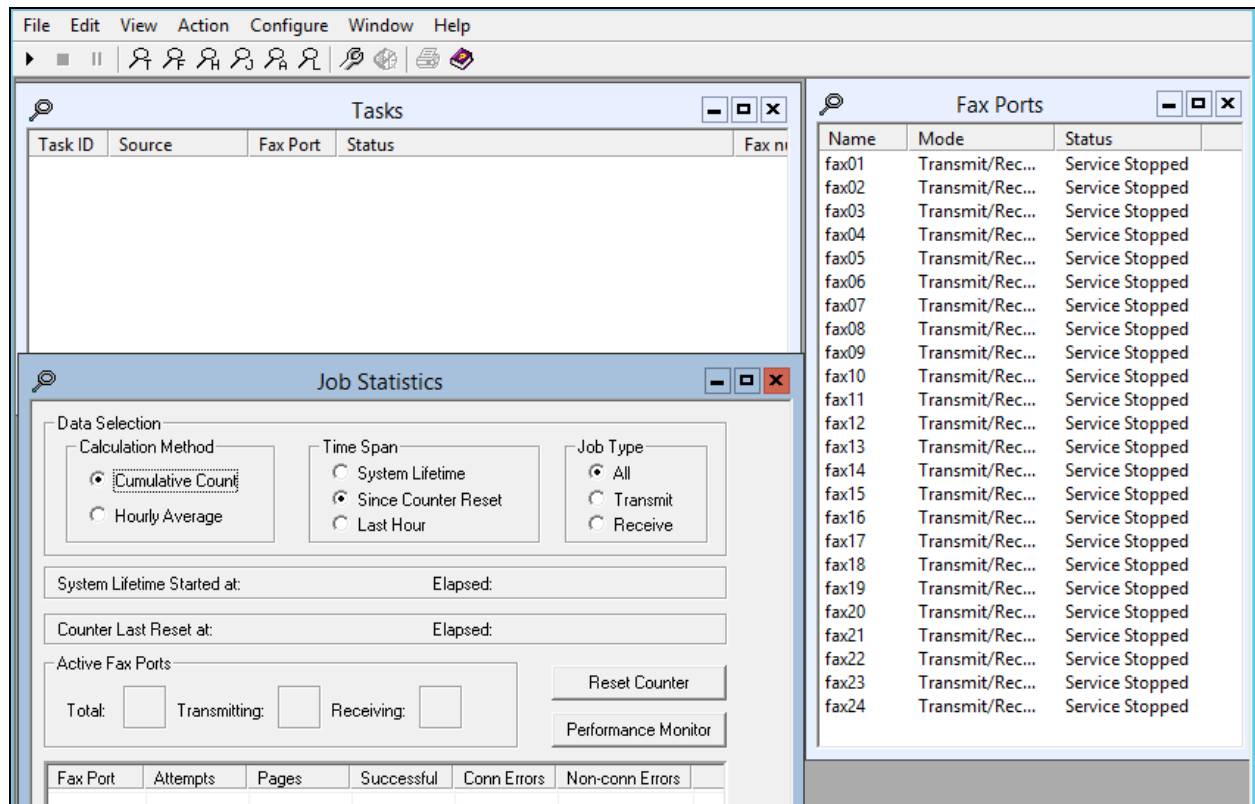 File Edit View Action Configure Window Help
Tasks
Task ID Source Fax Port Status Fax nu
Fax Ports
Name Mode Status
fax01 Transmit/Rec... Service Stopped
fax02 Transmit/Rec... Service Stopped
fax03 Transmit/Rec... Service Stopped
fax04 Transmit/Rec... Service Stopped
fax05 Transmit/Rec... Service Stopped
fax06 Transmit/Rec... Service Stopped
fax07 Transmit/Rec... Service Stopped
fax08 Transmit/Rec... Service Stopped
fax09 Transmit/Rec... Service Stopped
fax10 Transmit/Rec... Service Stopped
fax11 Transmit/Rec... Service Stopped
fax12 Transmit/Rec... Service Stopped
fax13 Transmit/Rec... Service Stopped
fax14 Transmit/Rec... Service Stopped
fax15 Transmit/Rec... Service Stopped
fax16 Transmit/Rec... Service Stopped
fax17 Transmit/Rec... Service Stopped
fax18 Transmit/Rec... Service Stopped
fax19 Transmit/Rec... Service Stopped
fax20 Transmit/Rec... Service Stopped
fax21 Transmit/Rec... Service Stopped
fax22 Transmit/Rec... Service Stopped
fax23 Transmit/Rec... Service Stopped
fax24 Transmit/Rec... Service Stopped
Job Statistics
Data Selection
Calculation Method Time Span Job Type
Cumulative Count System Lifetime All
Hourly Average Since Counter Reset Transmit
Last Hour Receive
System Lifetime Started at: Elapsed:
Counter Last Reset at: Elapsed:
Active Fax Ports
Total: Transmitting: Receiving:
Reset Counter
Performance Monitor
Fax Port Attempts Pages Successful Conn Errors Non-conn Errors